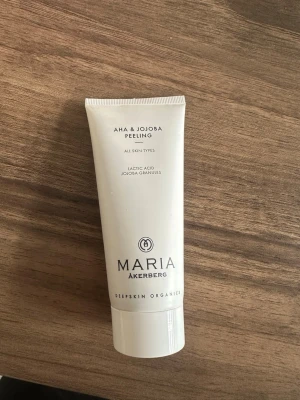 AHA & JOJOBA
PEELING
ALL SKIN TYPES
LACTIC ACID
JOJOBA GRANULES
MARIA
ÅKERBERG
DEEPSKIN ORGANICS